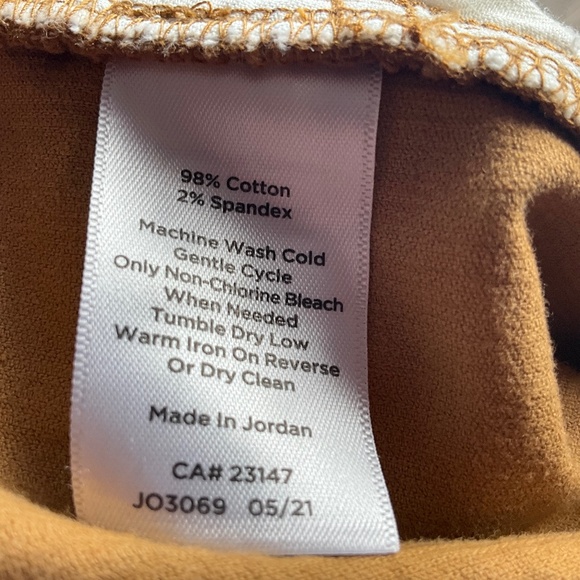 98% Cotton
2% Spandex
Machine Wash Cold
Gentle Cycle
Only Non-Chlorine Bleach
When Needed
Tumble Dry Low
Warm Iron On Reverse
Or Dry Clean
Made In Jordan
CA# 23147
JO3069 05/21